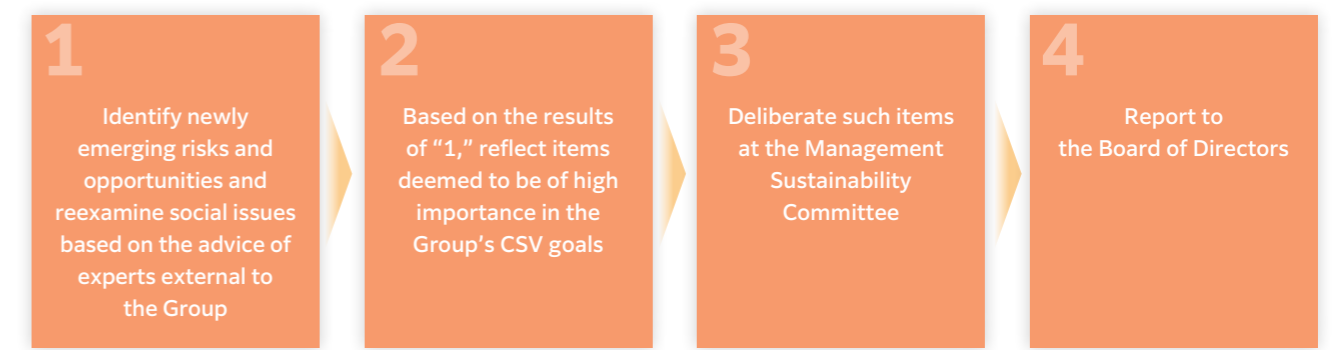 1
Identify newly
emerging risks and
opportunities and
reexamine social issues
based on the advice of
experts external to
the Group
2
Based on the results
of “1,” reflect items
deemed to be of high
importance in the
Group’s CSV goals
3
Deliberate such items
at the Management
Sustainability
Committee
4
Report to
the Board of Directors